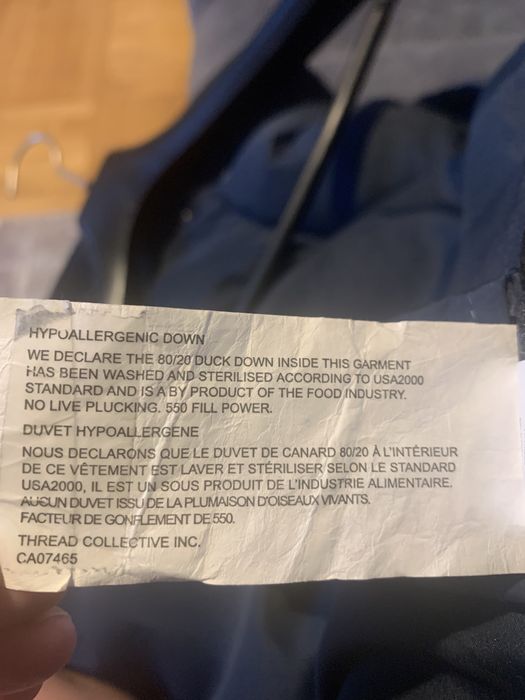 HYPOALLERGENIC DOWN
WE DECLARE THE 80/20 DUCK DOWN INSIDE THIS GARMENT
HAS BEEN WASHED AND STERILISED ACCORDING TO USA2000
STANDARD AND IS A BY PRODUCT OF THE FOOD INDUSTRY.
NO LIVE PLUCKING. 550 FILL POWER.
DUVET HYPOALLERGENE
NOUS DECLARONS QUE LE DUVET DE CANARD 80/20 À L'INTÉRIEUR
DE CE VÊTEMENT EST LAVER ET STÉRILISER SELON LE STANDARD
USA2000, IL EST UN SOUS PRODUIT DE L'INDUSTRIE ALIMENTAIRE.
AUCUN DUVET ISSU DE LA PLUMAISON D'OISEAUX VIVANTS.
FACTEUR DE GONFLEMENT DE 550.
THREAD COLLECTIVE INC.
CA07465